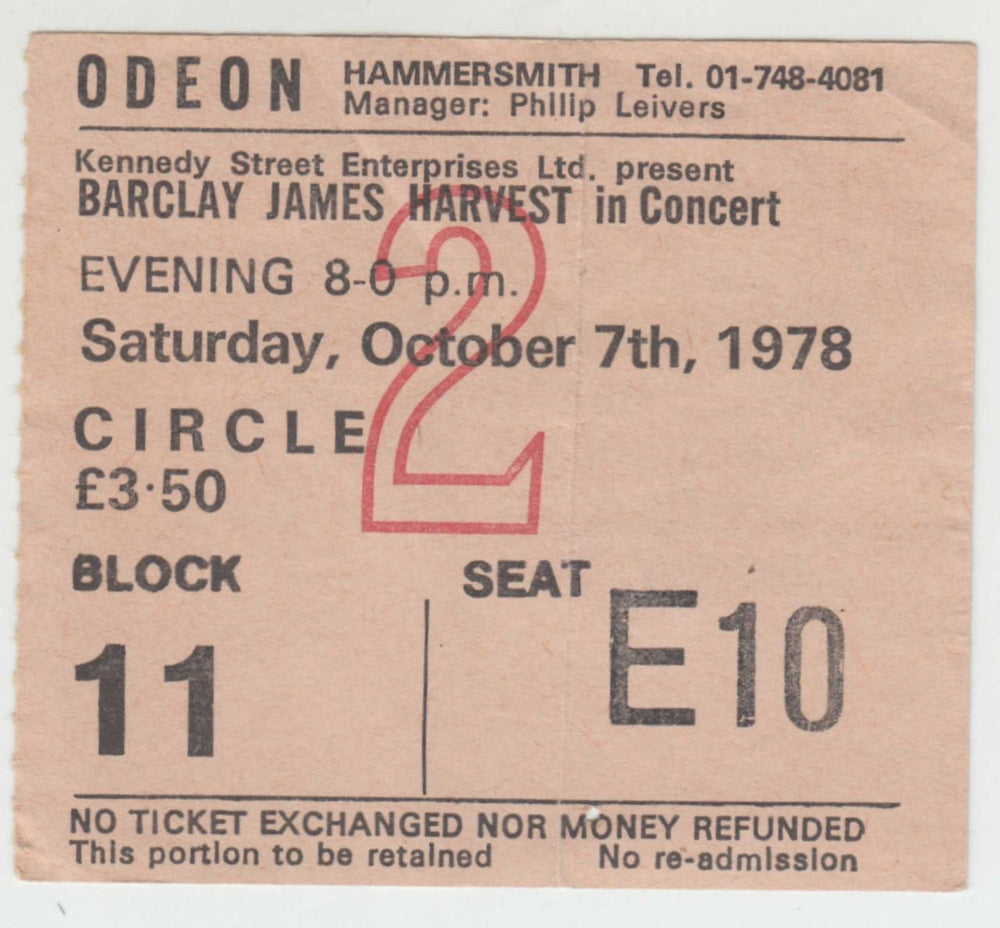 ODEON HAMMERSMITH Tel. 01-748-4081
Manager: Philip Leivers
Kennedy Street Enterprises Ltd. present
BARCLAY JAMES HARVEST in Concert
EVENING 8-0 p.m.
Saturday, October 7th, 1978
2
CIRCLE
£3·50
BLOCK SEAT
11 E10
NO TICKET EXCHANGED NOR MONEY REFUNDED
This portion to be retained No re-admission